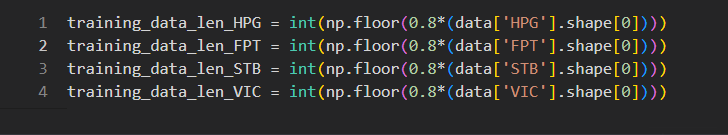 1 training_data_len_HPG = int(np.floor(0.8*(data['HPG'].shape[0])))
2 training_data_len_FPT = int(np.floor(0.8*(data['FPT'].shape[0])))
3 training_data_len_STB = int(np.floor(0.8*(data['STB'].shape[0])))
4 training_data_len_VIC = int(np.floor(0.8*(data['VIC'].shape[0])))